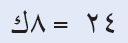 ٢٤ = ٨ك